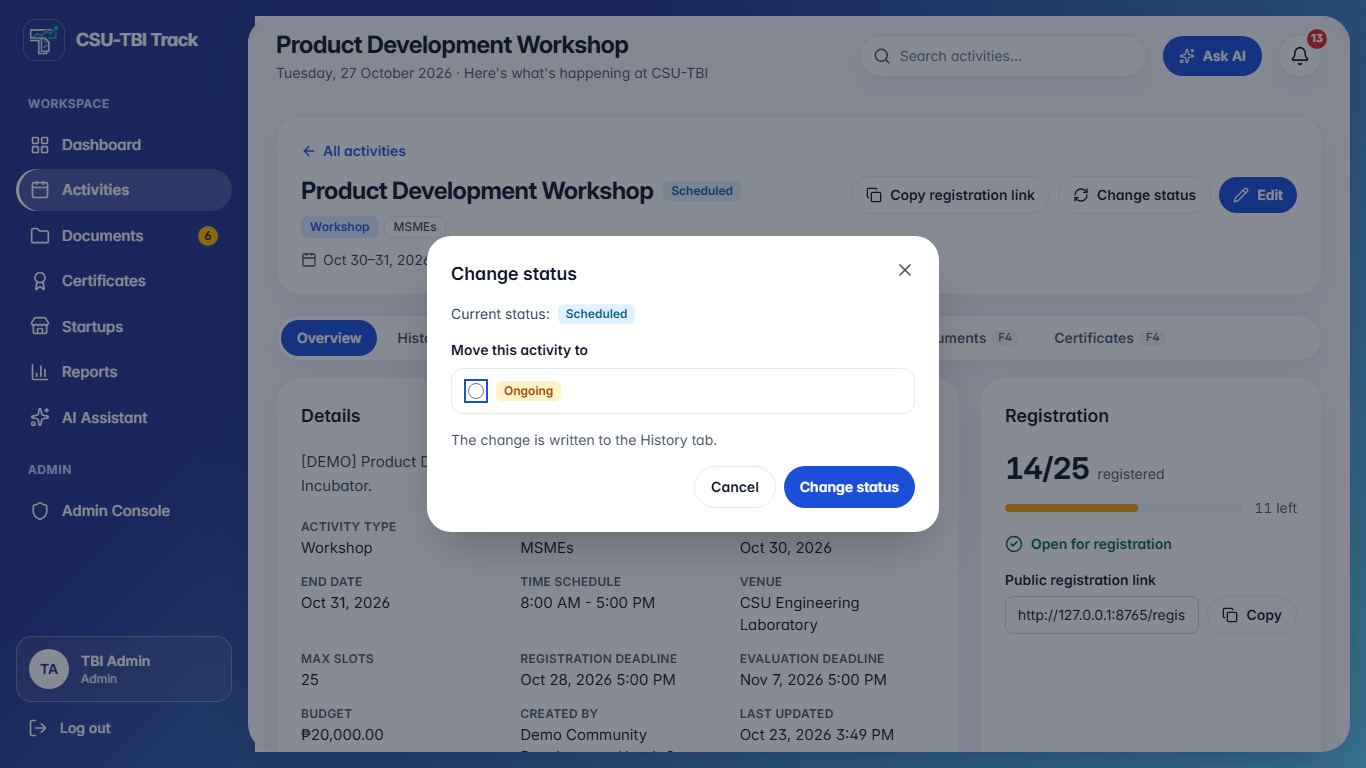 CSU-TBI Track
WORKSPACE
Dashboard
Activities
Documents 6
Certificates
Startups
Reports
AI Assistant
ADMIN
Admin Console
TA TBI Admin
Admin
Log out
Product Development Workshop
Tuesday, 27 October 2026 · Here's what's happening at CSU-TBI
Search activities...
Ask AI
13
All activities
Product Development Workshop Scheduled
Copy registration link Change status Edit
Workshop MSMEs
Oct 30–31, 2026
Overview
Certificates F4
F4
Change status
Current status: Scheduled
Move this activity to
Ongoing
The change is written to the History tab.
Cancel Change status
Details
[DEMO] Product
Incubator.
ACTIVITY TYPE
Workshop MSMEs Oct 30, 2026
END DATE TIME SCHEDULE VENUE
Oct 31, 2026 8:00 AM - 5:00 PM CSU Engineering
Laboratory
MAX SLOTS REGISTRATION DEADLINE EVALUATION DEADLINE
25 Oct 28, 2026 5:00 PM Nov 7, 2026 5:00 PM
BUDGET CREATED BY LAST UPDATED
₱20,000.00 Demo Community Oct 23, 2026 3:49 PM
Registration
14/25 registered
11 left
Open for registration
Public registration link
http://127.0.0.1:8765/regis Copy